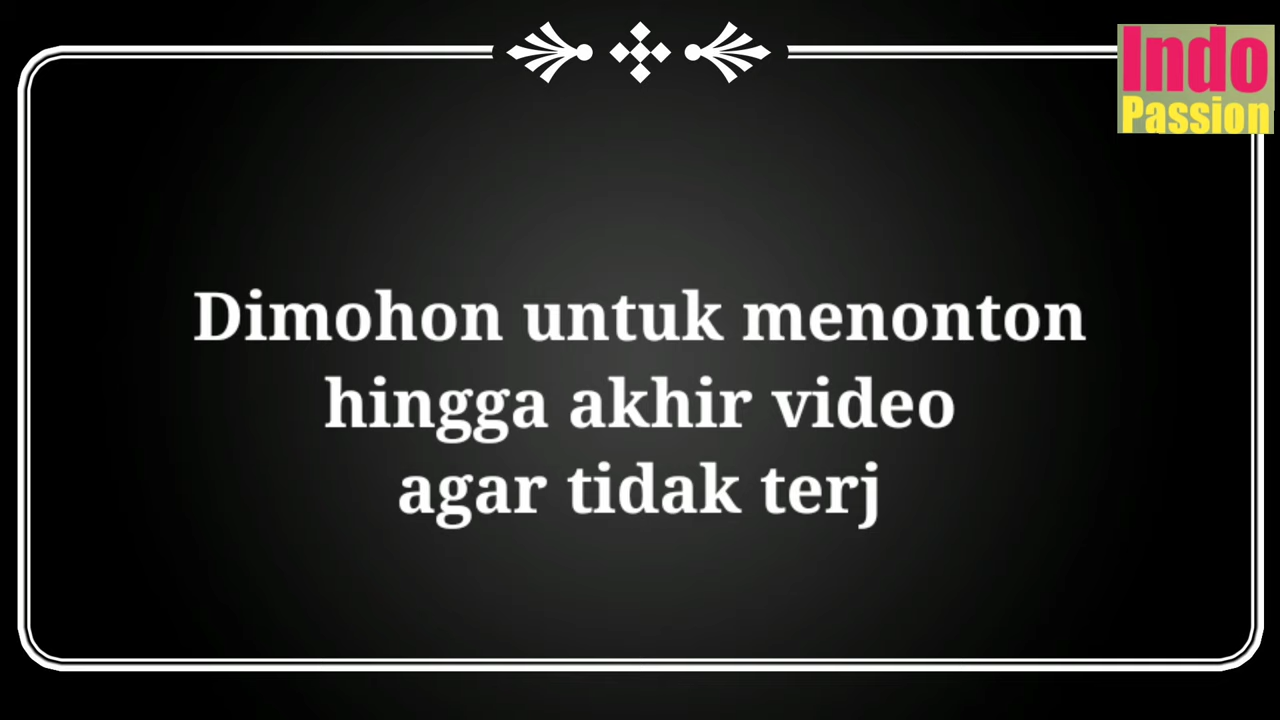 Indo
Passion
Dimohon untuk menonton
hingga akhir video
agar tidak terj